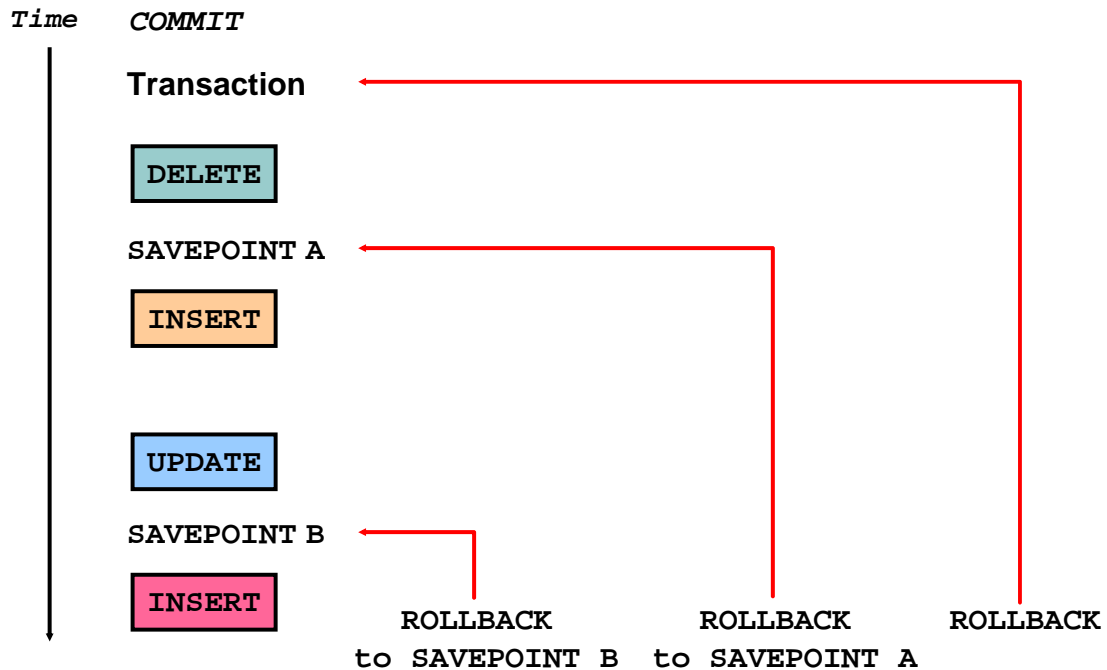 Time COMMIT
Transaction
DELETE
SAVEPOINT A
INSERT
UPDATE
SAVEPOINT B
INSERT
ROLLBACK
to SAVEPOINT B
ROLLBACK
to SAVEPOINT A
ROLLBACK